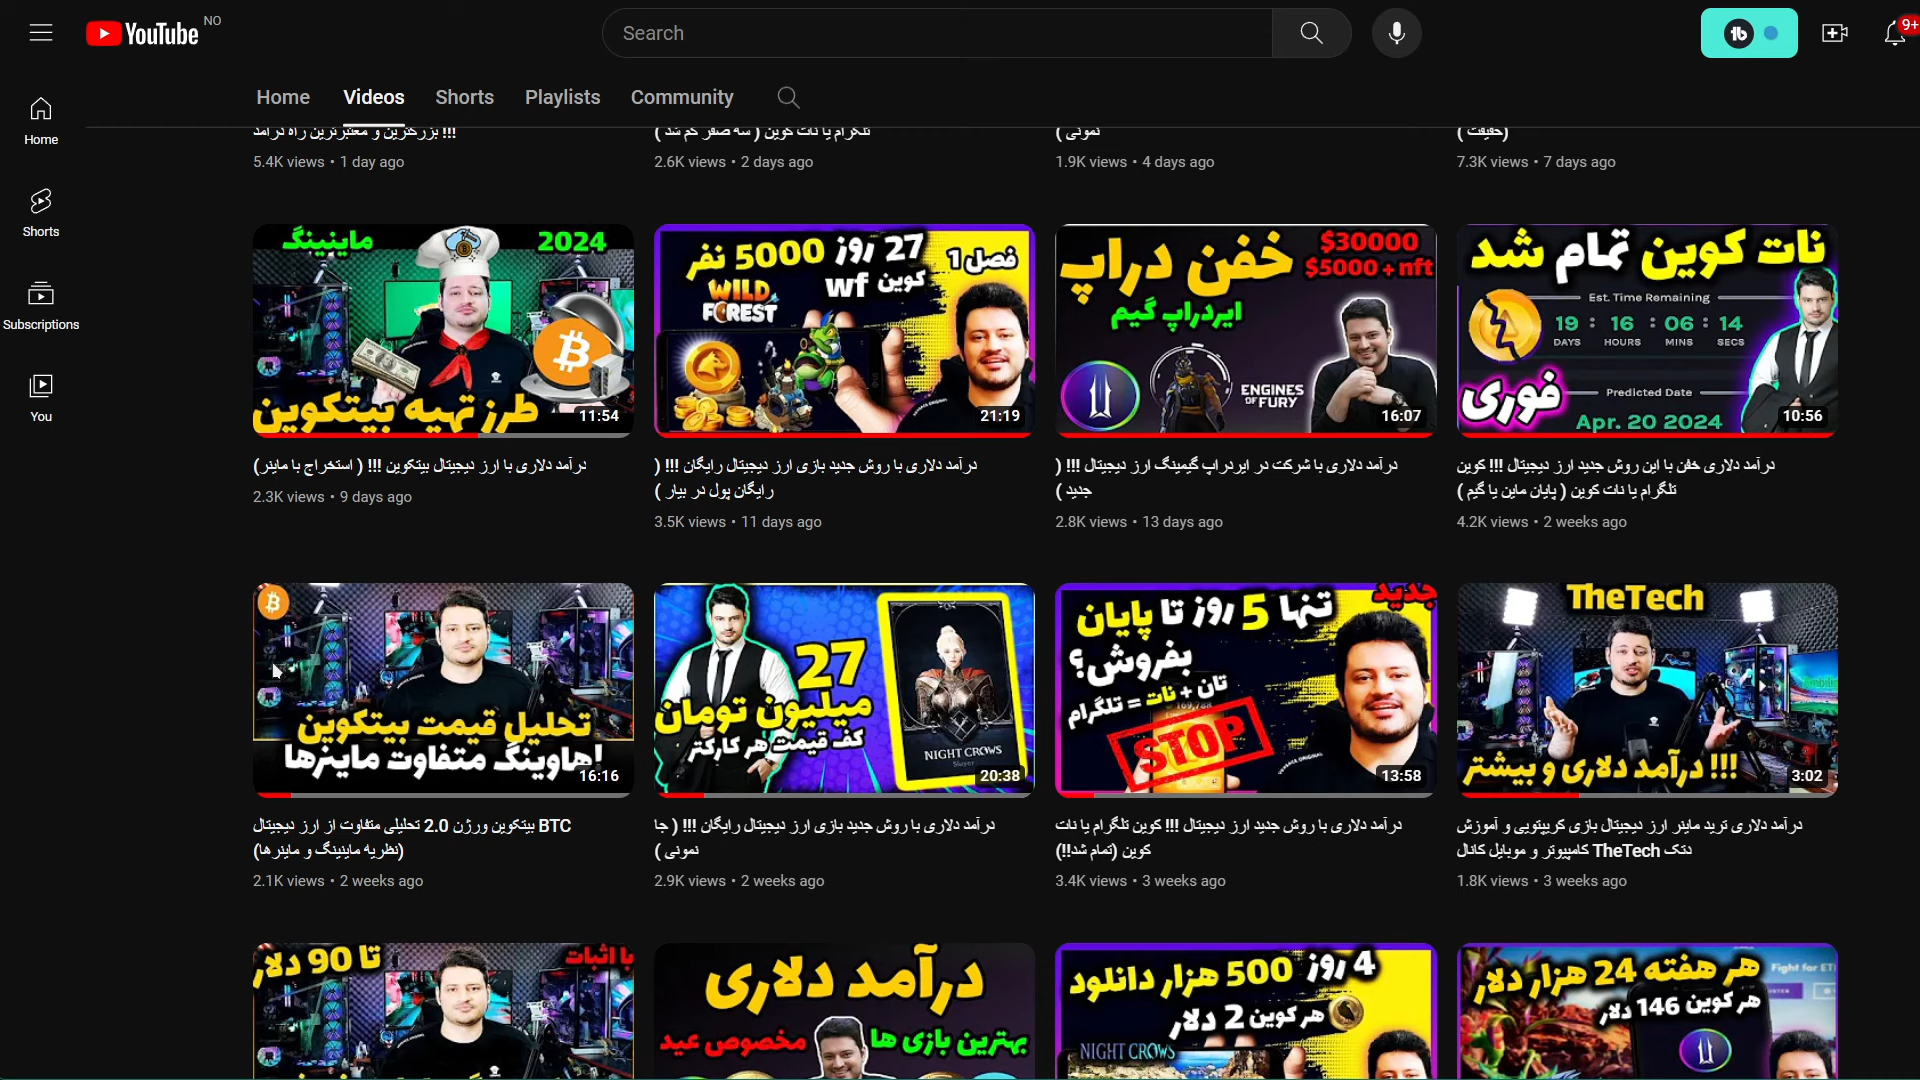 YouTube NO
Search
9+
Home
Videos
Shorts
Playlists
Community
Home
Shorts
Subscriptions
You
!!! بزرگترین و معتبرترین راه درامد
5.4K views • 1 day ago
تلگرام یا نات کوین ( سه صفر کم شد )
2.6K views • 2 days ago
نمونی )
1.9K views • 4 days ago
(حقیقت )
7.3K views • 7 days ago
ماینینگ
2024
طرز تهیه بیتکوین
11:54
درآمد دلاری با ارز دیجیتال بیتکوین !!! ( استخراج با ماینر)
2.3K views • 9 days ago
27 روز 5000 نفر
فصل 1
کوین wf
WILD FOREST
21:19
درآمد دلاری با روش جدید بازی ارز دیجیتال رایگان !!! (
رایگان پول در بیار )
3.5K views • 11 days ago
خفن دراپ
$30000
$5000 + nft
ایردراپ گیم
ENGINES OF FURY
16:07
درآمد دلاری با شرکت در ایردراپ گیمینگ ارز دیجیتال !!! (
جدید )
2.8K views • 13 days ago
نات کوین تمام شد
Est. Time Remaining
19 : 16 : 06 : 14
DAYS HOURS MINS SECS
فوری
Predicted Date
Apr. 20 2024
10:56
درآمد دلاری خفن با این روش جدید ارز دیجیتال !!! کوین
تلگرام یا نات کوین ( پایان ماین یا گیم )
4.2K views • 2 weeks ago
تحلیل قیمت بیتکوین
هاوینگ متفاوت ماینرها!
16:16
BTC بیتکوین ورژن 2.0 تحلیلی متفاوت از ارز دیجیتال
(نظریه ماینینگ و ماینر ها)
2.1K views • 2 weeks ago
27
میلیون تومان
کف قیمت هر کارکتر
NIGHT CROWS
Slayer
20:38
درآمد دلاری با روش جدید بازی ارز دیجیتال رایگان !!! ( جا
نمونی )
2.9K views • 2 weeks ago
جدید
تنها 5 روز تا پایان
بفروش؟
تان + نات = تلگرام
STOP
13:58
درآمد دلاری با روش جدید ارز دیجیتال !!! کوین تلگرام یا نات
کوین (تمام شد!!)
3.4K views • 3 weeks ago
TheTech
درآمد دلاری و بیشتر !!!
3:02
درآمد دلاری ترید ماینر ارز دیجیتال بازی کریپتویی و آموزش
کامپیوتر و موبایل کانال TheTech دتک
1.8K views • 3 weeks ago
تا 90 دلار
با اثبات
درآمد دلاری
مخصوص عید
بهترین بازی ها
4 روز 500 هزار دانلود
هر کوین 2 دلار
NIGHT CROWS
هر هفته 24 هزار دلار
هر کوین 146 دلار